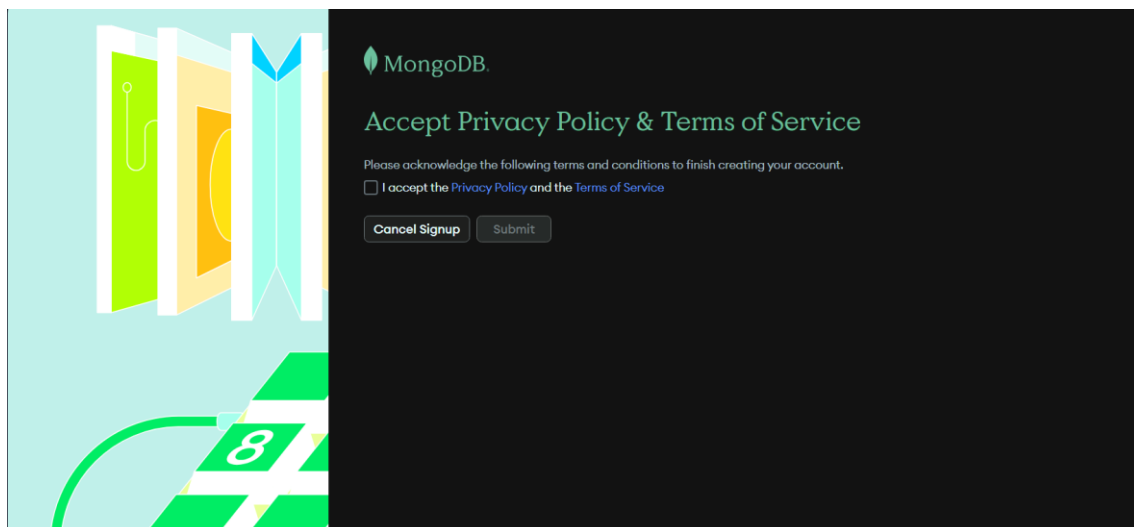 MongoDB.
Accept Privacy Policy & Terms of Service
Please acknowledge the following terms and conditions to finish creating your account.
I accept the Privacy Policy and the Terms of Service
Cancel Signup Submit
8